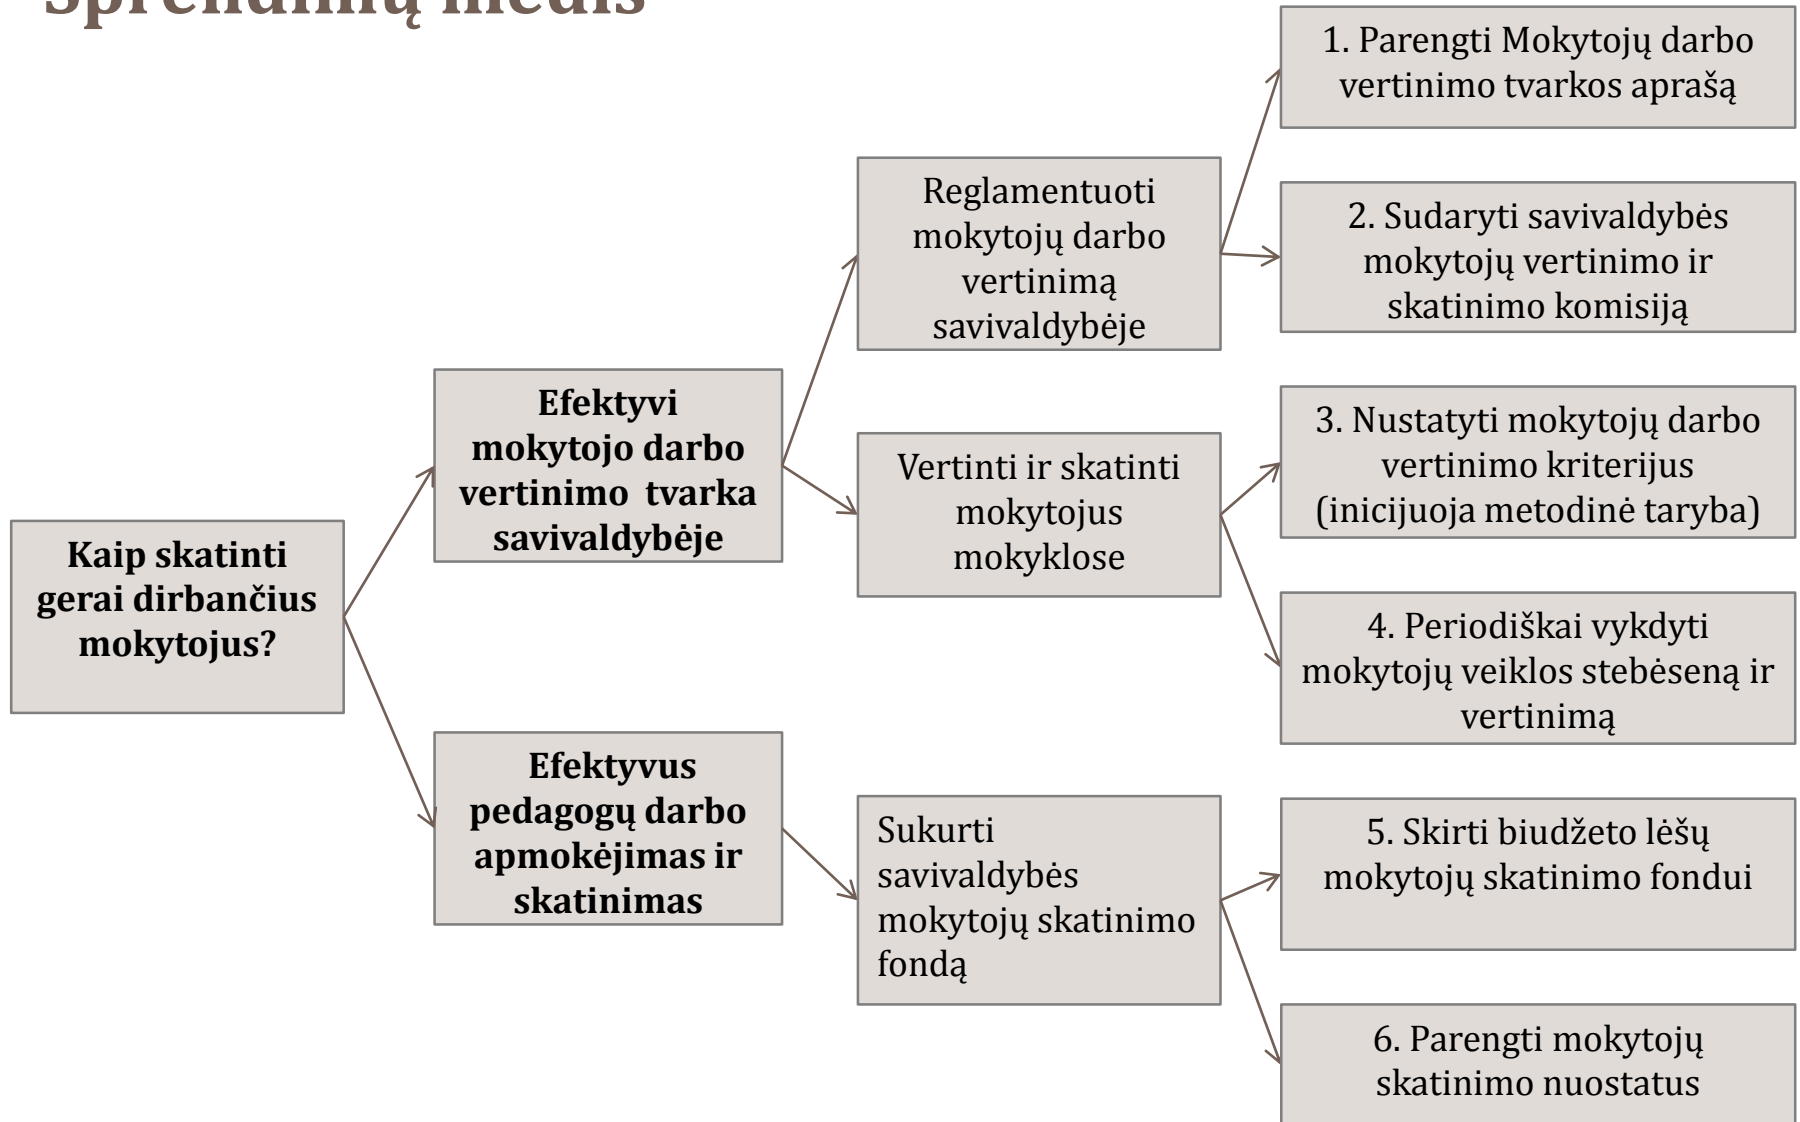 Sprendimų medis
1. Parengti Mokytojų darbo
vertinimo tvarkos aprašą
Reglamentuoti
mokytojų darbo
vertinimą
savivaldybėje
2. Sudaryti savivaldybės
mokytojų vertinimo ir
skatinimo komisiją
Efektyvi
mokytojo darbo
vertinimo  tvarka
savivaldybėje
Vertinti ir skatinti
mokytojus
mokyklose
3. Nustatyti mokytojų darbo
vertinimo kriterijus
(inicijuoja metodinė taryba)
Kaip skatinti
gerai dirbančius
mokytojus?
4. Periodiškai vykdyti
mokytojų veiklos stebėseną ir
vertinimą
Efektyvus
pedagogų darbo
apmokėjimas ir
skatinimas
Sukurti
savivaldybės
mokytojų skatinimo
fondą
5. Skirti biudžeto lėšų
mokytojų skatinimo fondui
6. Parengti mokytojų
skatinimo nuostatus